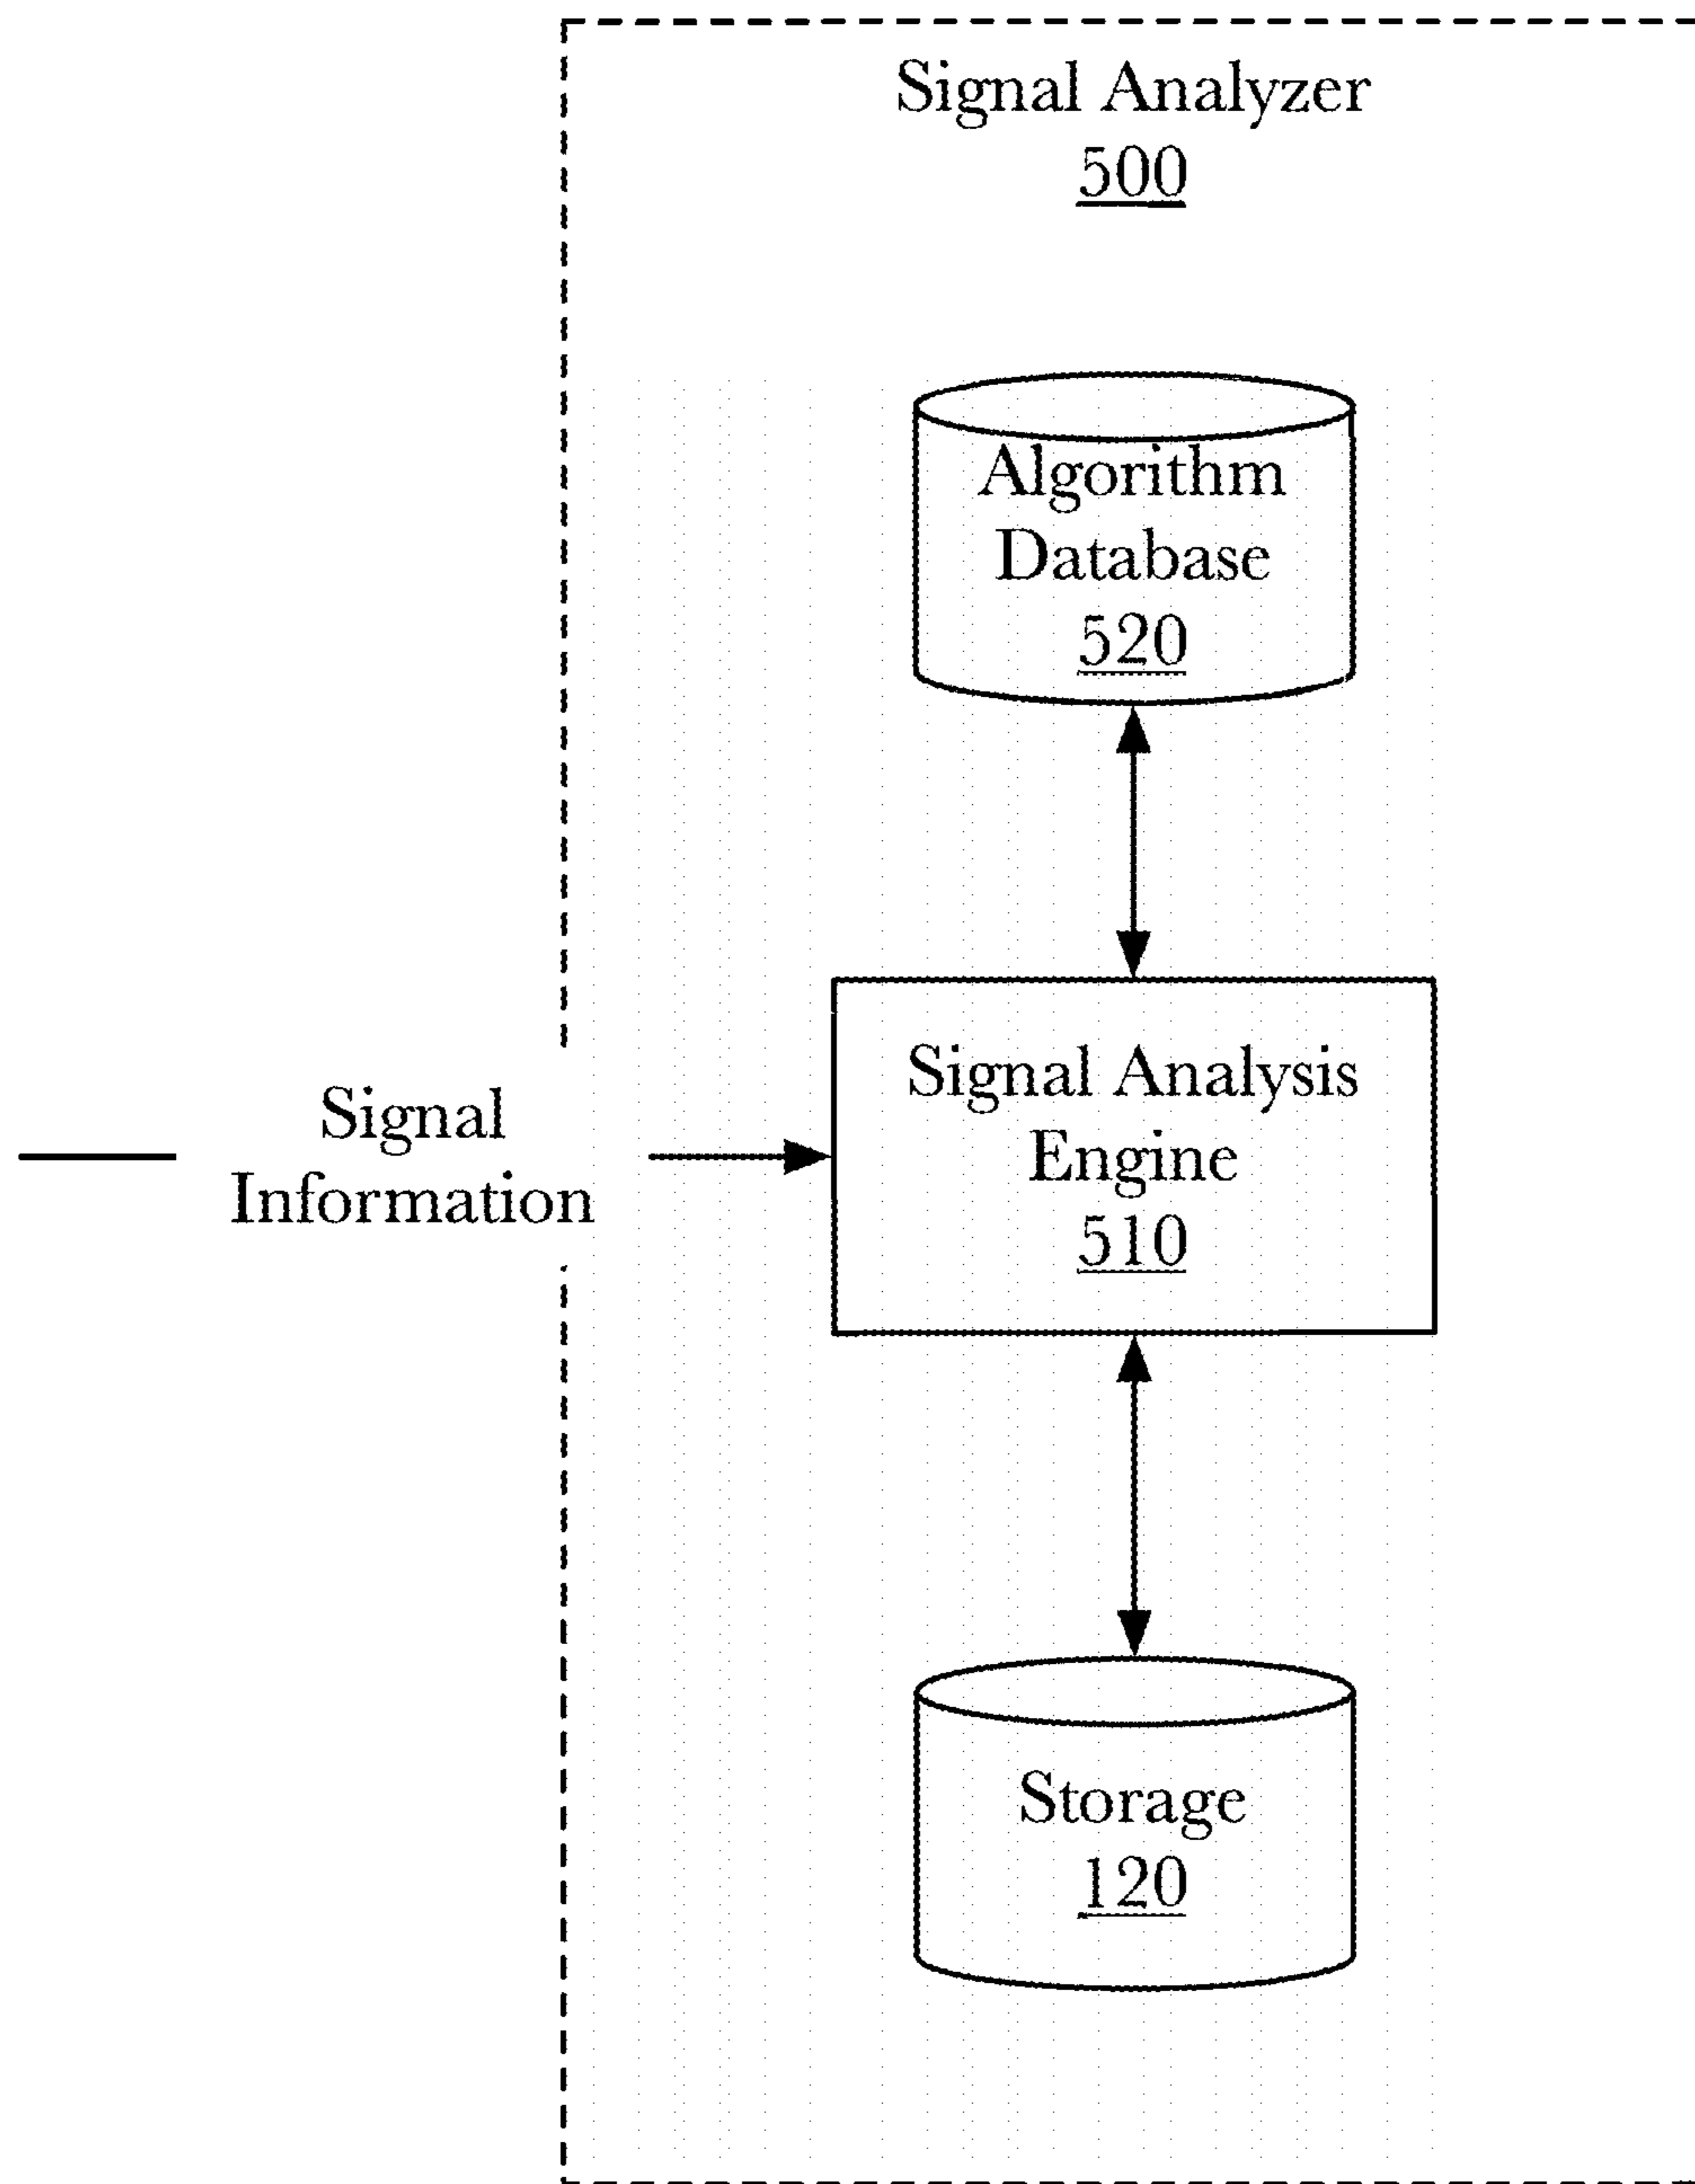 Signal Analyzer
500
Algorithm
Database
520
Signal
Information
Signal Analysis
Engine
510
Storage
120